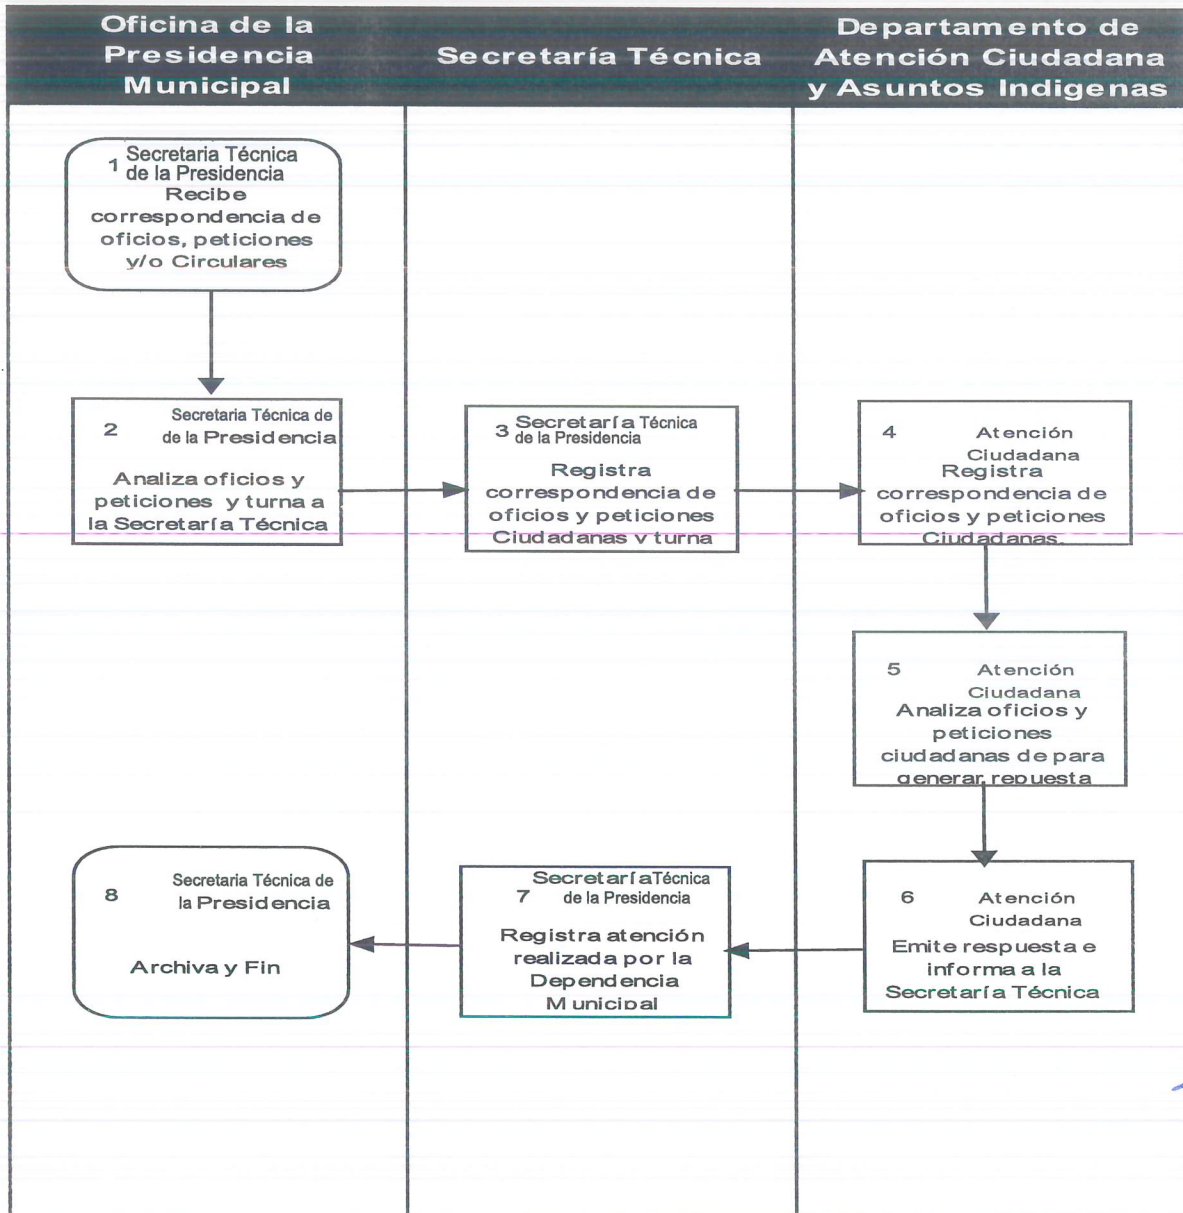 Oficina de la
Presidencia
Municipal
Secretaría Técnica
Departamento de
Atención Ciudadana
y Asuntos Indigenas
1 Secretaria Técnica
de la Presidencia
Recibe
correspondencia de
oficios, peticiones
y/o Circulares
2 Secretaria Técnica de
de la Presidencia
Analiza oficios y
peticiones y turna a
la Secretaría Técnica
3 Secretaría Técnica
de la Presidencia
Registra
correspondencia de
oficios y peticiones
Ciudadanas y turna
4 Atención
Ciudadana
Registra
correspondencia de
oficios y peticiones
Ciudadanas.
5 Atención
Ciudadana
Analiza oficios y
peticiones
ciudadanas de para
generar repuesta
6 Atención
Ciudadana
Emite respuesta e
informa a la
Secretaría Técnica
Secretaría Técnica
7 de la Presidencia
Registra atención
realizada por la
Dependencia
Municipal
8 Secretaria Técnica de
la Presidencia
Archiva y Fin